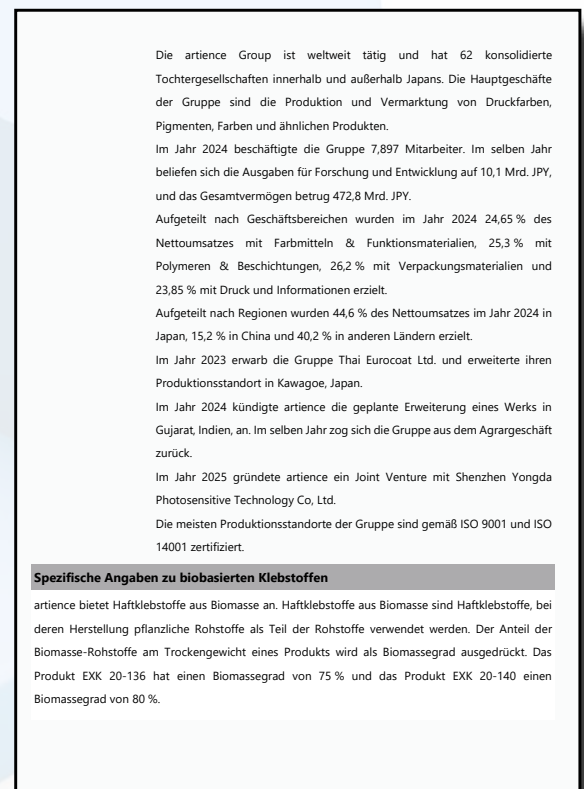 Die artience Group ist weltweit tätig und hat 62 konsolidierte
Tochtergesellschaften innerhalb und außerhalb Japans. Die Hauptgeschäfte
der Gruppe sind die Produktion und Vermarktung von Druckfarben,
Pigmenten, Farben und ähnlichen Produkten.
Im Jahr 2024 beschäftigte die Gruppe 7,897 Mitarbeiter. Im selben Jahr
beliefen sich die Ausgaben für Forschung und Entwicklung auf 10,1 Mrd. JPY,
und das Gesamtvermögen betrug 472,8 Mrd. JPY.
Aufgeteilt nach Geschäftsbereichen wurden im Jahr 2024 24,65 % des
Nettoumsatzes mit Farbmitteln & Funktionsmaterialien, 25,3 % mit
Polymeren & Beschichtungen, 26,2 % mit Verpackungsmaterialien und
23,85 % mit Druck und Informationen erzielt.
Aufgeteilt nach Regionen wurden 44,6 % des Nettoumsatzes im Jahr 2024 in
Japan, 15,2 % in China und 40,2 % in anderen Ländern erzielt.
Im Jahr 2023 erwarb die Gruppe Thai Eurocoat Ltd. und erweiterte ihren
Produktionsstandort in Kawagoe, Japan.
Im Jahr 2024 kündigte artience die geplante Erweiterung eines Werks in
Gujarat, Indien, an. Im selben Jahr zog sich die Gruppe aus dem Agrargeschäft
zurück.
Im Jahr 2025 gründete artience ein Joint Venture mit Shenzhen Yongda
Photosensitive Technology Co, Ltd.
Die meisten Produktionsstandorte der Gruppe sind gemäß ISO 9001 und ISO
14001 zertifiziert.
Spezifische Angaben zu biobasierten Klebstoffen
artience bietet Haftklebstoffe aus Biomasse an. Haftklebstoffe aus Biomasse sind Haftklebstoffe, bei
deren Herstellung pflanzliche Rohstoffe als Teil der Rohstoffe verwendet werden. Der Anteil der
Biomasse-Rohstoffe am Trockengewicht eines Produkts wird als Biomassegrad ausgedrückt. Das
Produkt EXK 20-136 hat einen Biomassegrad von 75 % und das Produkt EXK 20-140 einen
Biomassegrad von 80 %.